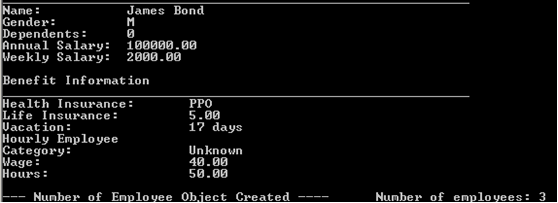 Name: James Bond
Gender: M
Dependents: 0
Annual Salary: 100000.00
Weekly Salary: 2000.00
Benefit Information
Health Insurance: PPO
Life Insurance: 5.00
Vacation: 17 days
Hourly Employee
Category: Unknown
Wage: 40.00
Hours: 50.00
--- Number of Employee Object Created ---- Number of employees: 3